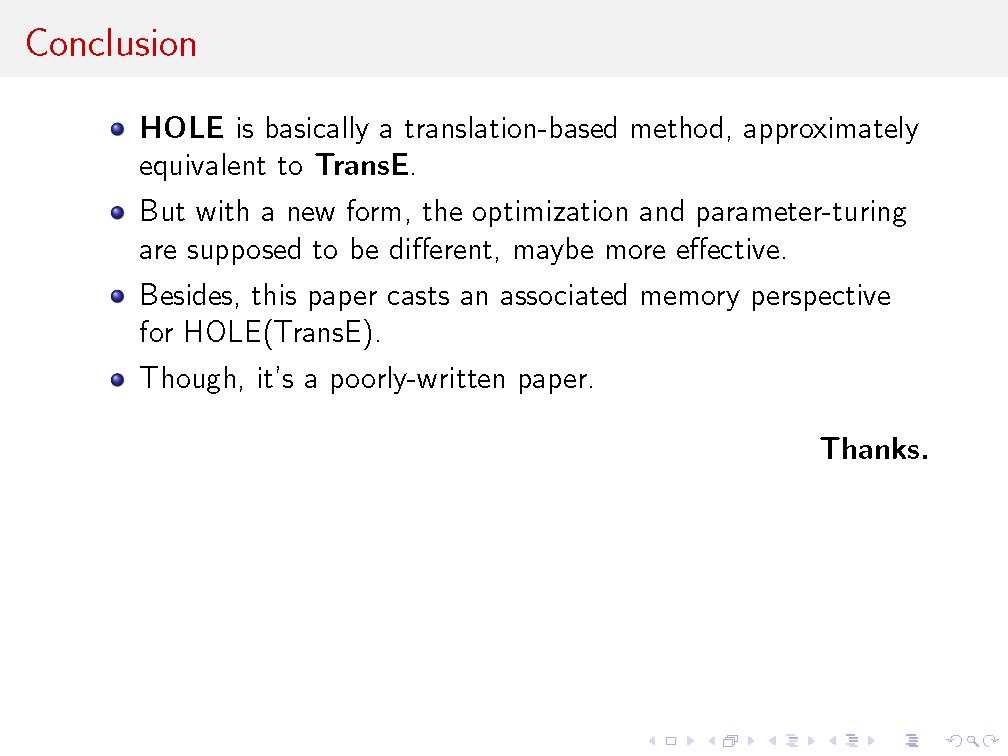 Conclusion
HOLE is basically a translation-based method, approximately
equivalent to TransE.
But with a new form, the optimization and parameter-turing
are supposed to be different, maybe more effective.
Besides, this paper casts an associated memory perspective
for HOLE(TransE).
Though, it's a poorly-written paper.
Thanks.